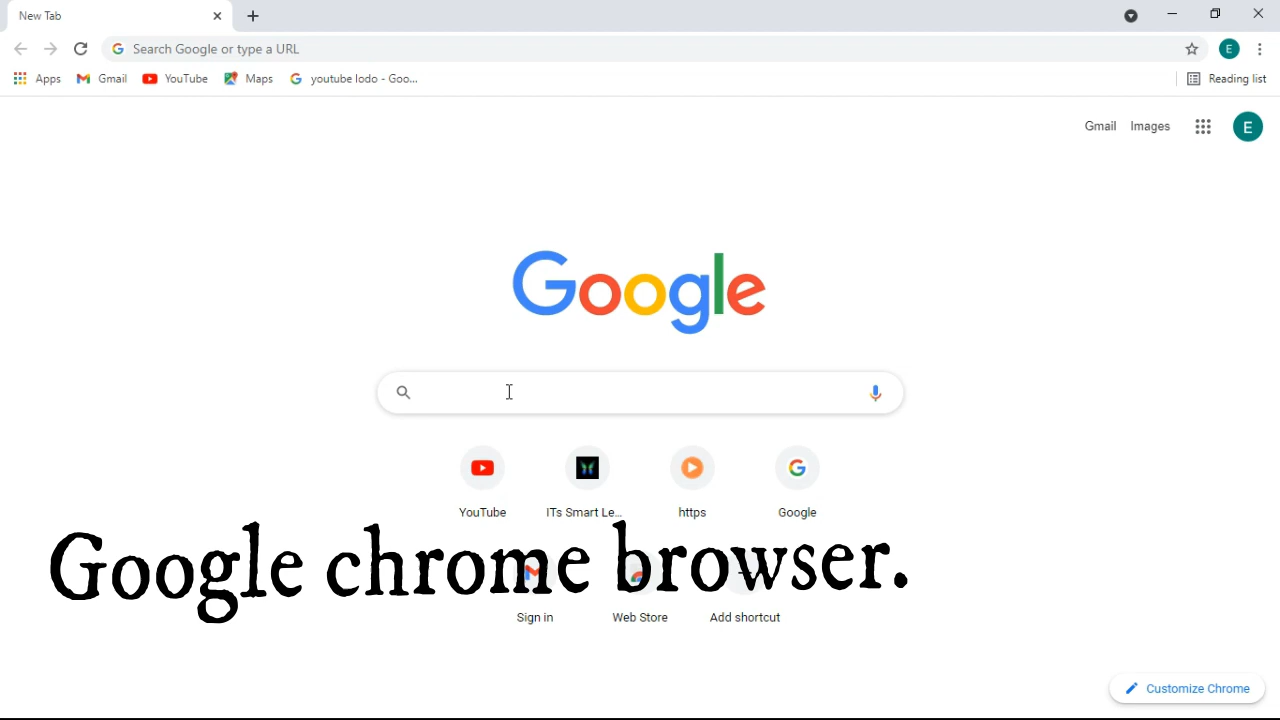 New Tab
Search Google or type a URL
Apps Gmail YouTube Maps youtube lodo - Goo... Reading list
Gmail Images E
E
Google
YouTube ITs Smart Le... https Google
Google chrome browser.
Sign in Web Store Add shortcut
Customize Chrome